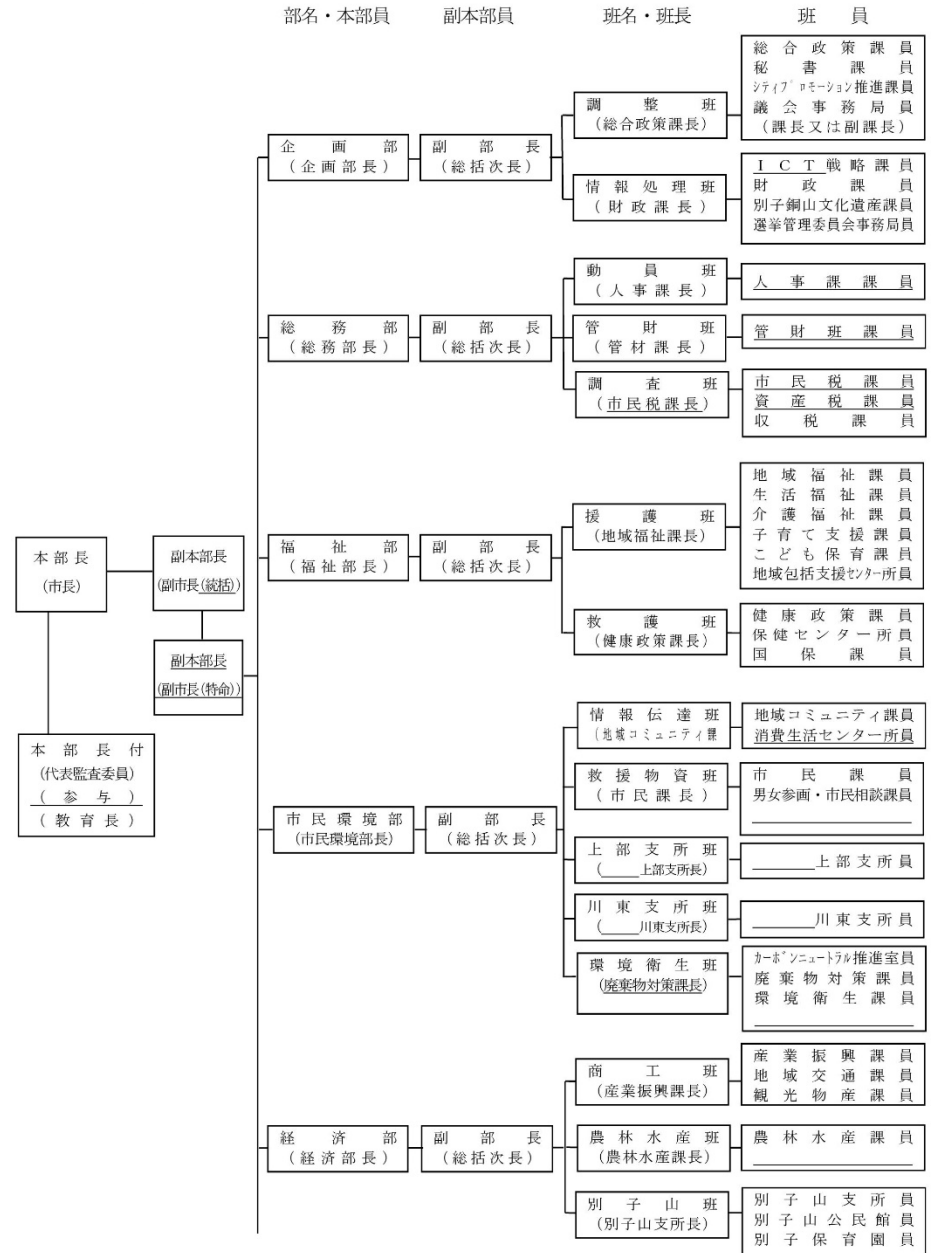 部名・本部員 副本部員 班名・班長 班員
本部長
(市長)
副本部長
(副市長(統括))
副本部長
(副市長(特命))
本部長付
(代表監査委員)
(参与)
(教育長)
企画部
(企画部長)
副部長
(総括次長)
調整班
(総合政策課長)
総合政策課員
秘書課員
シティプロモーション推進課員
議会事務局員
(課長又は副課長)
情報処理班
(財政課長)
ICT戦略課員
財政課員
別子銅山文化遺産課員
選挙管理委員会事務局員
総務部
(総務部長)
副部長
(総括次長)
動員班
(人事課長)
人事課課員
管財班
(管材課長)
管財班課員
調査班
(市民税課長)
市民税課員
資産税課員
収税課員
福祉部
(福祉部長)
副部長
(総括次長)
援護班
(地域福祉課長)
地域福祉課員
生活福祉課員
介護福祉課員
子育て支援課員
こども保育課員
地域包括支援センター所員
救護班
(健康政策課長)
健康政策課員
保健センター所員
国保課員
市民環境部
(市民環境部長)
副部長
(総括次長)
情報伝達班
(地域コミュニティ課
地域コミュニティ課員
消費生活センター所員
救援物資班
(市民課長)
市民課員
男女参画・市民相談課員
上部支所班
(上部支所長)
上部支所員
川東支所班
(川東支所長)
川東支所員
環境衛生班
(廃棄物対策課長)
カーボンニュートラル推進室員
廃棄物対策課員
環境衛生課員
経済部
(経済部長)
副部長
(総括次長)
商工班
(産業振興課長)
産業振興課員
地域交通課員
観光物産課員
農林水産班
(農林水産課長)
農林水産課員
別子山班
(別子山支所長)
別子山支所員
別子山公民館員
別子保育園員